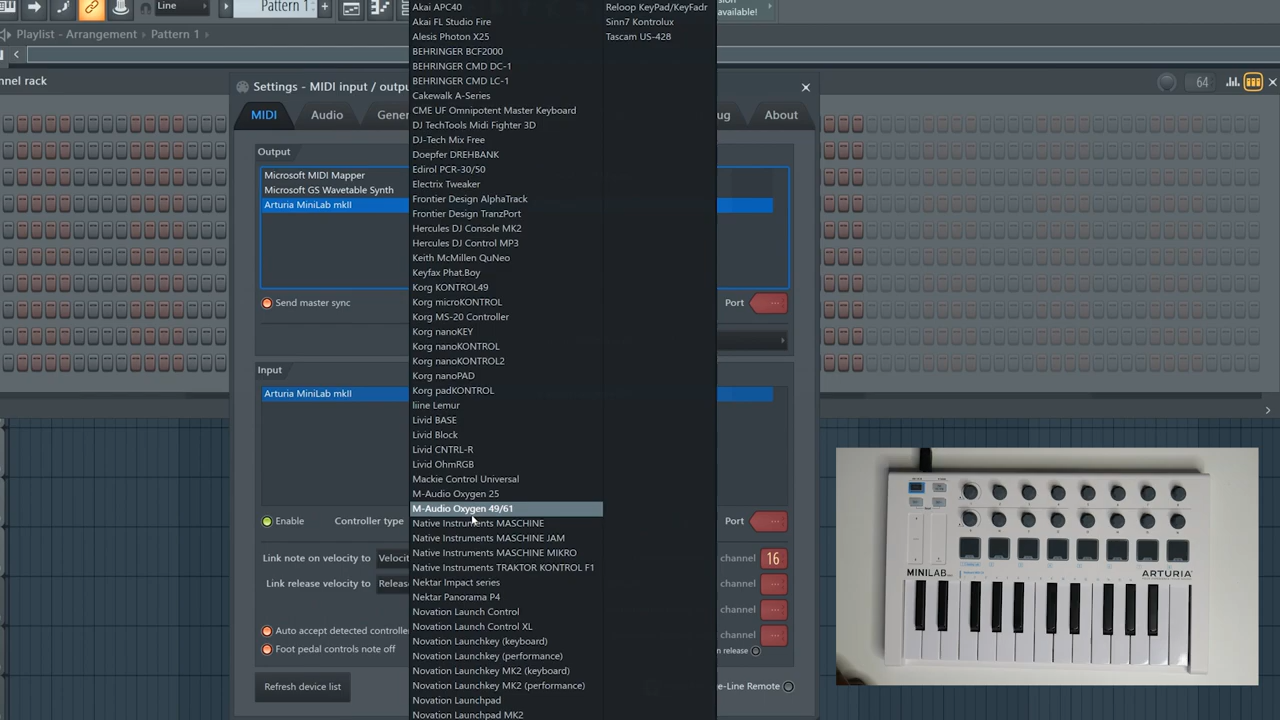 Line
Pattern 1
+
available!
Playlist - Arrangement
Pattern 1
nnel rack
64
Settings - MIDI input / outpu
MIDI
Audio
Gener
ug
About
Output
Microsoft MIDI Mapper
Microsoft GS Wavetable Synth
Arturia MiniLab mkII
Send master sync
Port
Input
Arturia MiniLab mkII
Enable
Controller type
Port
Link note on velocity to
Velocit
channel
16
Link release velocity to
Releas
channel
channel
Auto accept detected controlle
channel
Foot pedal controls note off
n release
Refresh device list
e-Line Remote
Akai APC40
Akai FL Studio Fire
Alesis Photon X25
BEHRINGER BCF2000
BEHRINGER CMD DC-1
BEHRINGER CMD LC-1
Cakewalk A-Series
CME UF Omnipotent Master Keyboard
DJ TechTools Midi Fighter 3D
DJ-Tech Mix Free
Doepfer DREHBANK
Edirol PCR-30/50
Electrix Tweaker
Frontier Design AlphaTrack
Frontier Design TranzPort
Hercules DJ Console MK2
Hercules DJ Control MP3
Keith McMillen QuNeo
Keyfax Phat.Boy
Korg KONTROL49
Korg microKONTROL
Korg MS-20 Controller
Korg nanoKEY
Korg nanoKONTROL
Korg nanoKONTROL2
Korg nanoPAD
Korg padKONTROL
liine Lemur
Livid BASE
Livid Block
Livid CNTRL-R
Livid OhmRGB
Mackie Control Universal
M-Audio Oxygen 25
M-Audio Oxygen 49/61
Native Instruments MASCHINE
Native Instruments MASCHINE JAM
Native Instruments MASCHINE MIKRO
Native Instruments TRAKTOR KONTROL F1
Nektar Impact series
Nektar Panorama P4
Novation Launch Control
Novation Launch Control XL
Novation Launchkey (keyboard)
Novation Launchkey (performance)
Novation Launchkey MK2 (keyboard)
Novation Launchkey MK2 (performance)
Novation Launchpad
Novation Launchpad MK2
Reloop KeyPad/KeyFadr
Sinn7 Kontrolux
Tascam US-428
MINILAB
ARTURIA